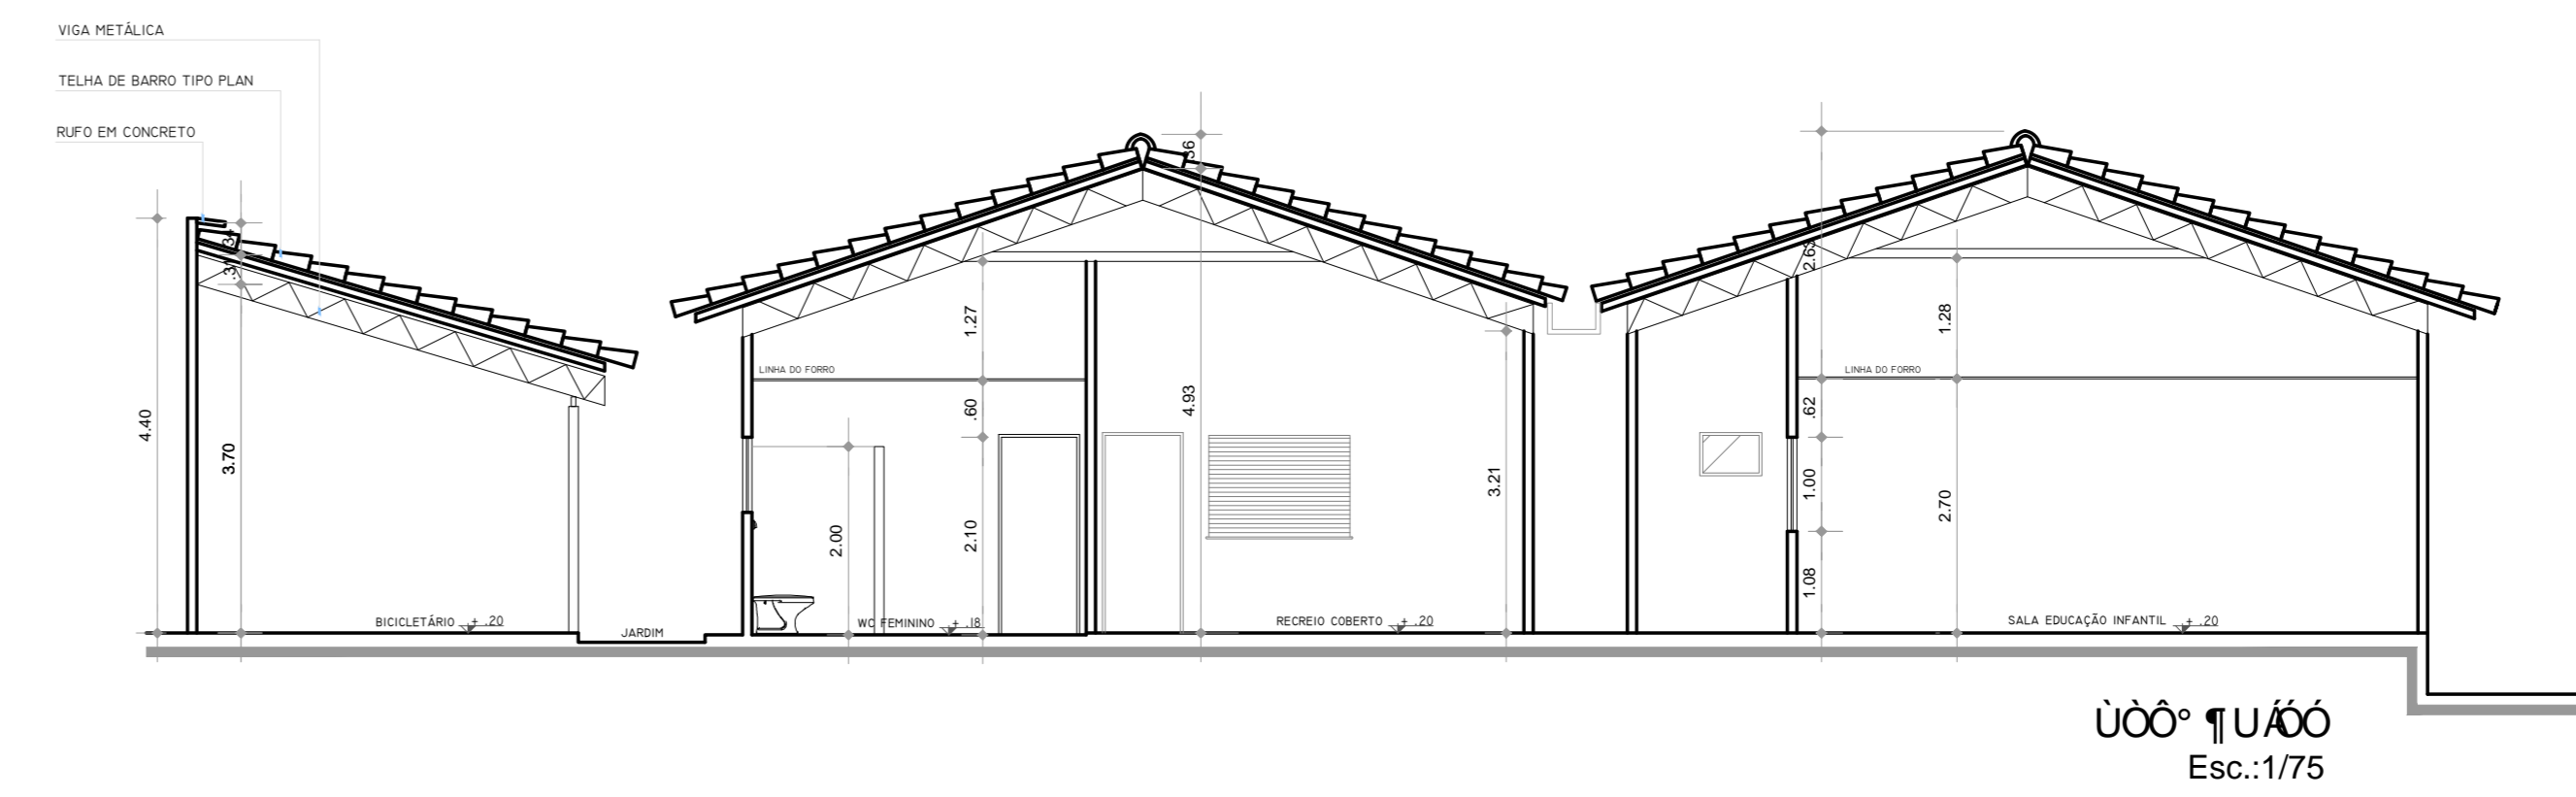 VIGA METÁLICA
TELHA DE BARRO TIPO PLAN
RUFO EM CONCRETO
.34
.31
4.40
3.70
BICICLETÁRIO
+ .20
JARDIM
LINHA DO FORRO
1.27
.60
2.00
2.10
WC FEMININO
+ .18
.36
4.93
3.21
RECREIO COBERTO
+ .20
2.63
LINHA DO FORRO
1.28
.62
1.00
2.70
1.08
SALA EDUCAÇÃO INFANTIL
+ .20
Esc.:1/75